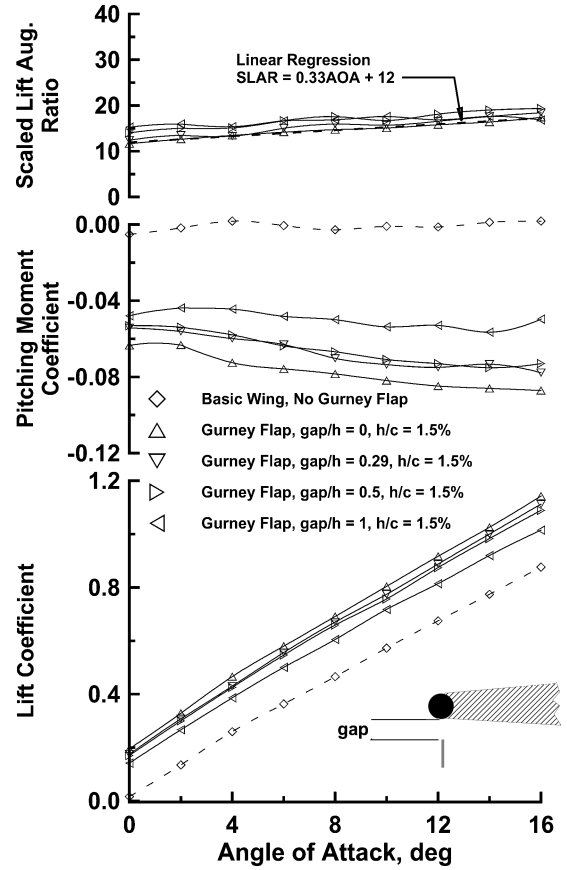 Scaled Lift Aug.
Ratio
40
30
20
10
0
Linear Regression
SLAR = 0.33AOA + 12
Pitching Moment
Coefficient
0.00
-0.04
-0.08
-0.12
Basic Wing, No Gurney Flap
Gurney Flap, gap/h = 0, h/c = 1.5%
Gurney Flap, gap/h = 0.29, h/c = 1.5%
Gurney Flap, gap/h = 0.5, h/c = 1.5%
Gurney Flap, gap/h = 1, h/c = 1.5%
Lift Coefficient
1.2
0.8
0.4
0.0
gap
0 4 8 12 16
Angle of Attack, deg